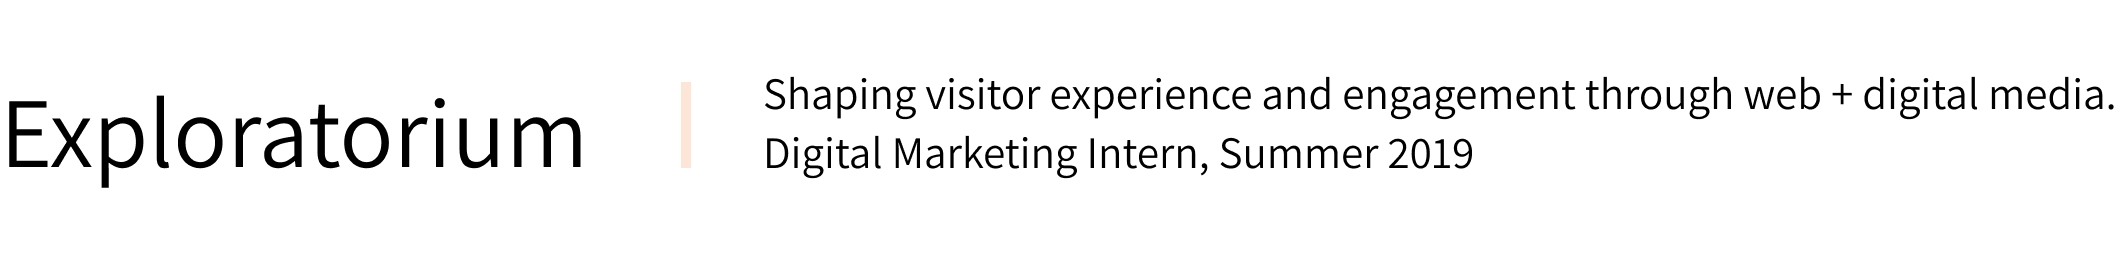 Exploratorium
Shaping visitor experience and engagement through web + digital media.
Digital Marketing Intern, Summer 2019